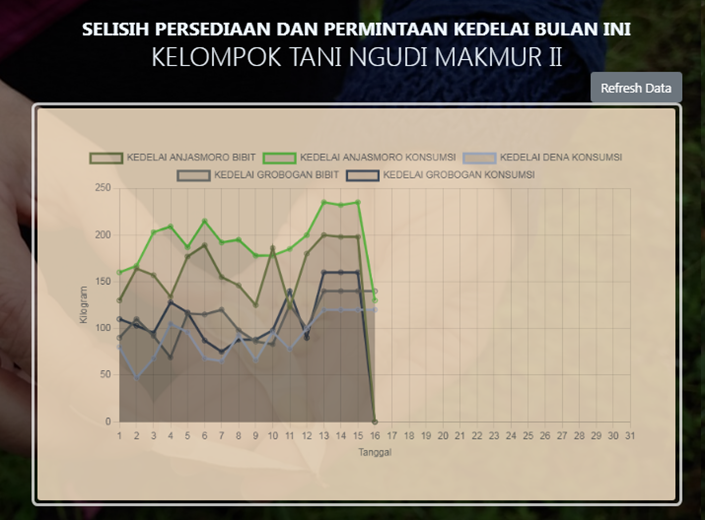 SELISIH PERSEDIAAN DAN PERMINTAAN KEDELAI BULAN INI
KELOMPOK TANI NGUDI MAKMUR II
Refresh Data
KEDELAI ANJASMORO BIBIT KEDELAI ANJASMORO KONSUMSI KEDELAI DENA KONSUMSI
KEDELAI GROBOGAN BIBIT KEDELAI GROBOGAN KONSUMSI
250
200
150
100
50
0
Kilogram
1 2 3 4 5 6 7 8 9 10 11 12 13 14 15 16 17 18 19 20 21 22 23 24 25 26 27 28 29 30 31
Tanggal